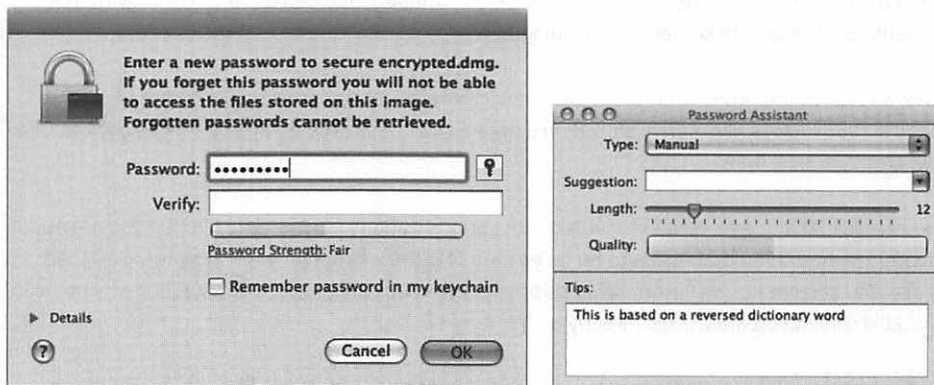 Enter a new password to secure encrypted.dmg.
If you forget this password you will not be able
to access the files stored on this image.
Forgotten passwords cannot be retrieved.
Password: •••••••••
Verify:
Password Strength: Fair
Remember password in my keychain
Details
?
Cancel
OK
Password Assistant
Type: Manual
Suggestion:
Length:
12
Quality:
Tips:
This is based on a reversed dictionary word